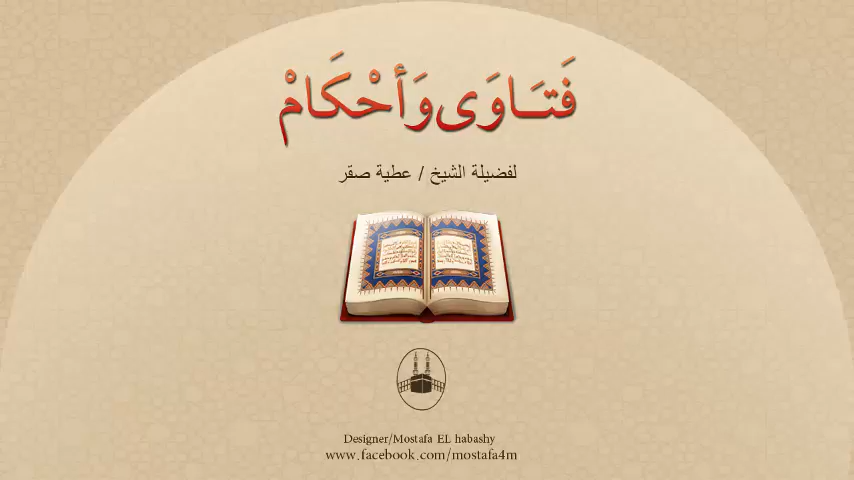 فَتَاوَى وَأَحْكَامْ
لفضيلة الشيخ / عطية صقر
Designer/Mostafa EL habashy
www.facebook.com/mostafa4m